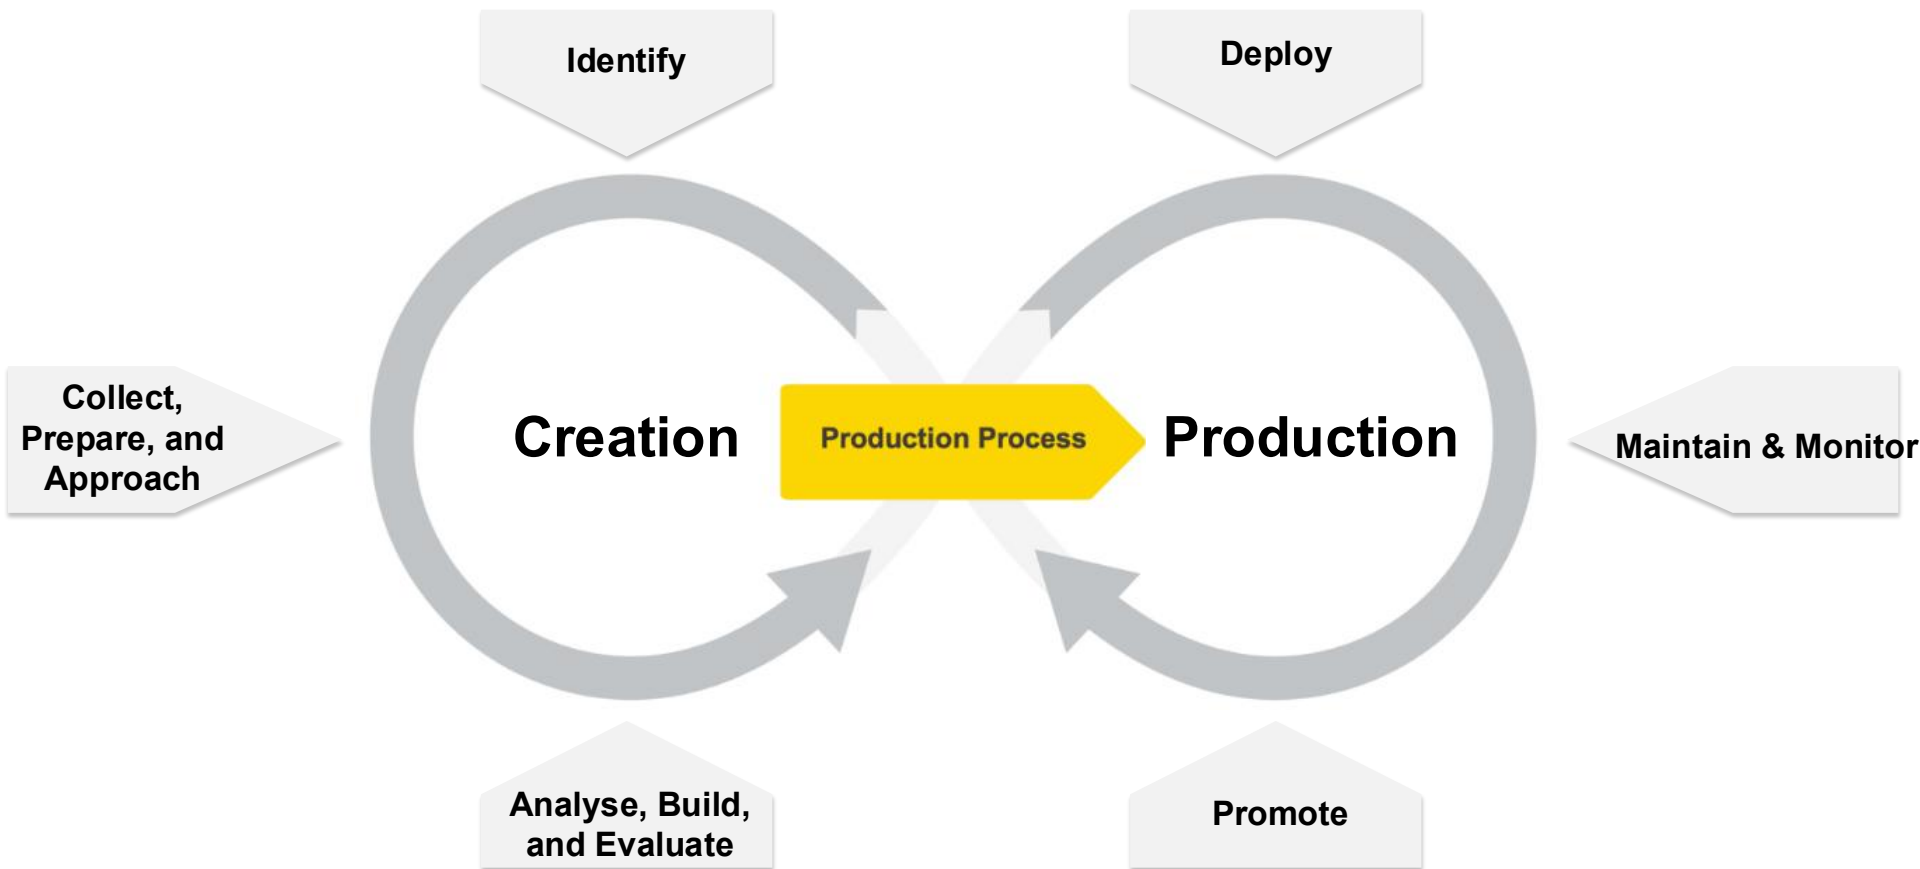 Identify
Deploy
Collect,
Prepare, and
Approach
Creation
Production Process
Production
Maintain & Monitor
Analyse, Build,
and Evaluate
Promote